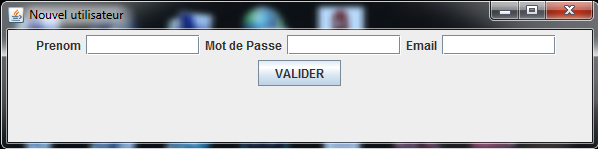 Nouvel utilisateur
Prenom Mot de Passe Email
VALIDER